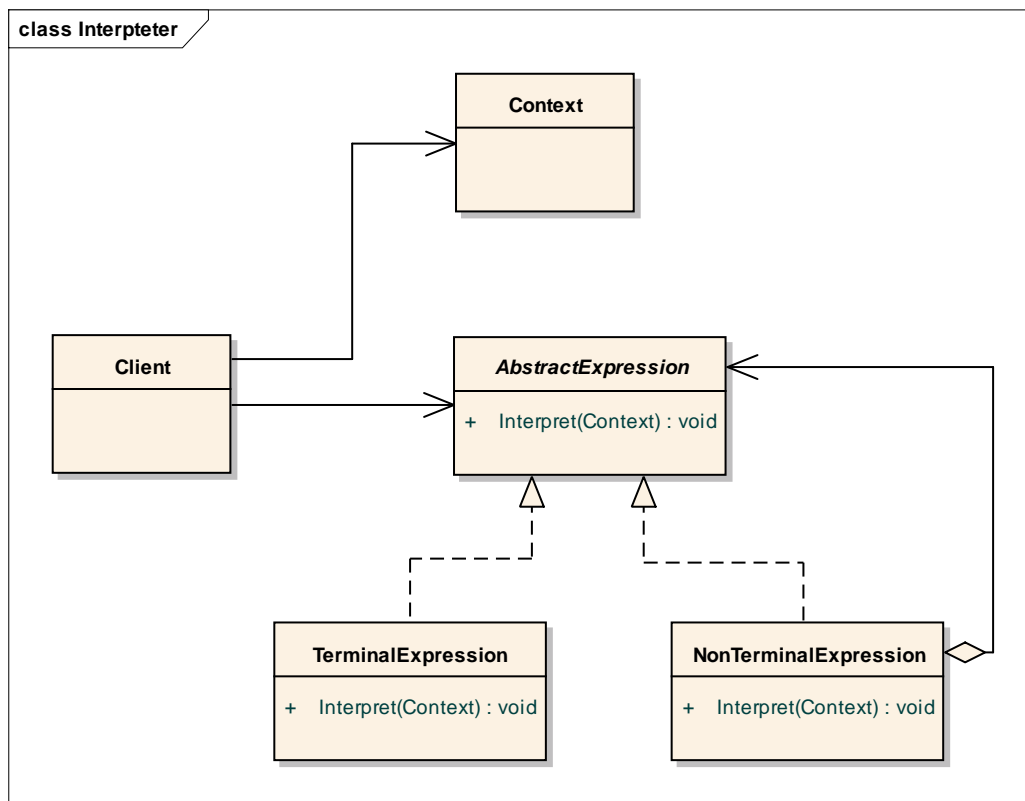 class Interpteter
Context
Client
AbstractExpression
+ Interpret(Context) : void
TerminalExpression
+ Interpret(Context) : void
NonTerminalExpression
+ Interpret(Context) : void